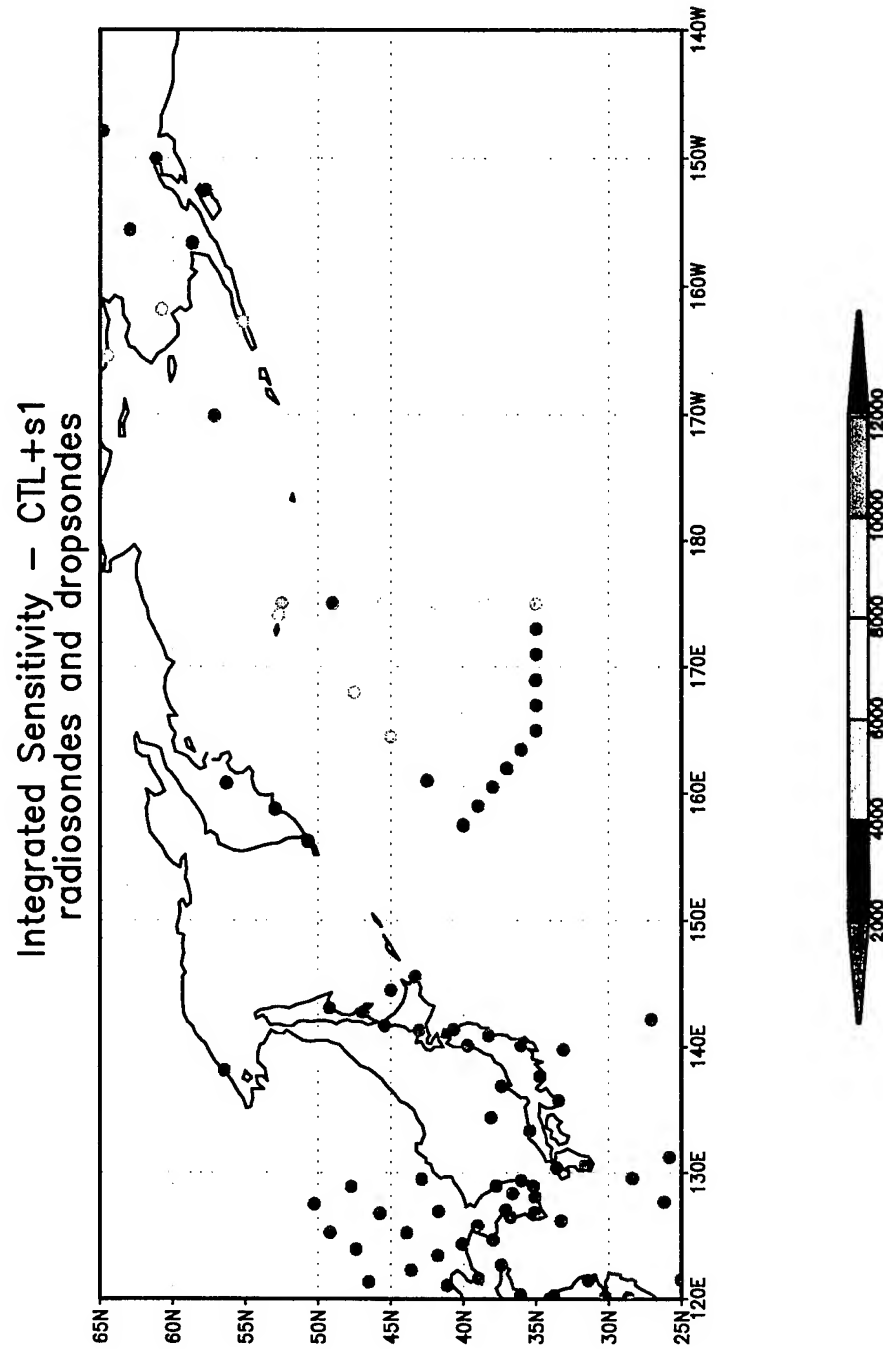 Integrated Sensitivity – CTL+s1
radiosondes and dropsondes
65N
60N
55N
50N
45N
40N
35N
30N
25N
120E
130E
140E
150E
160E
170E
180
170W
160W
150W
140W
2000
4000
6000
8000
10000
12000